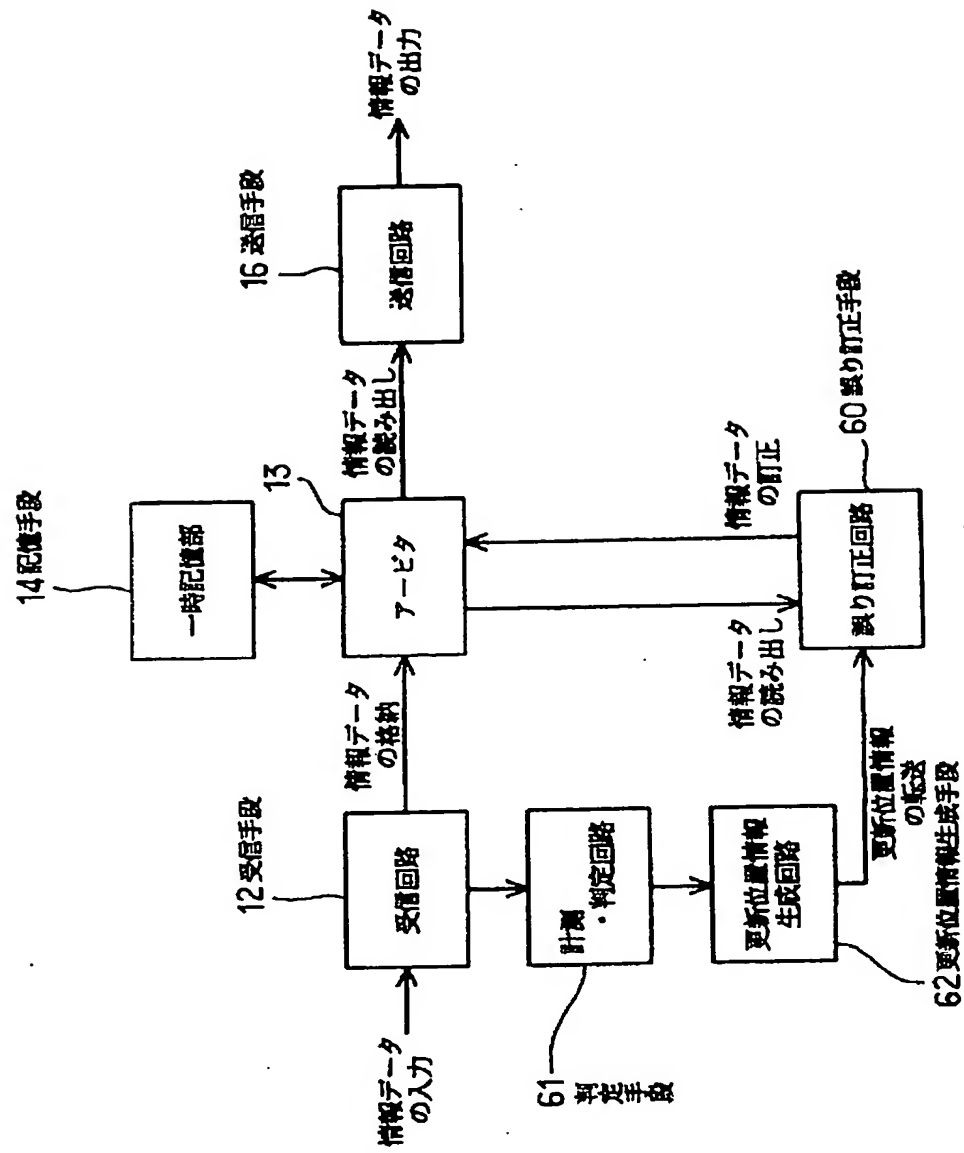 情報データ
の入力
12 受信手段
受信回路
情報データ
の格納
14 記憶手段
一時記憶部
13
アービタ
情報データ
の読み出し
16 送信手段
送信回路
情報データ
の出力
61
判定手段
計測
・判定回路
更新位置情報
生成回路
62 更新位置情報生成手段
更新位置情報
の転送
情報データ
の読み出し
情報データ
の訂正
誤り訂正回路
60 誤り訂正手段